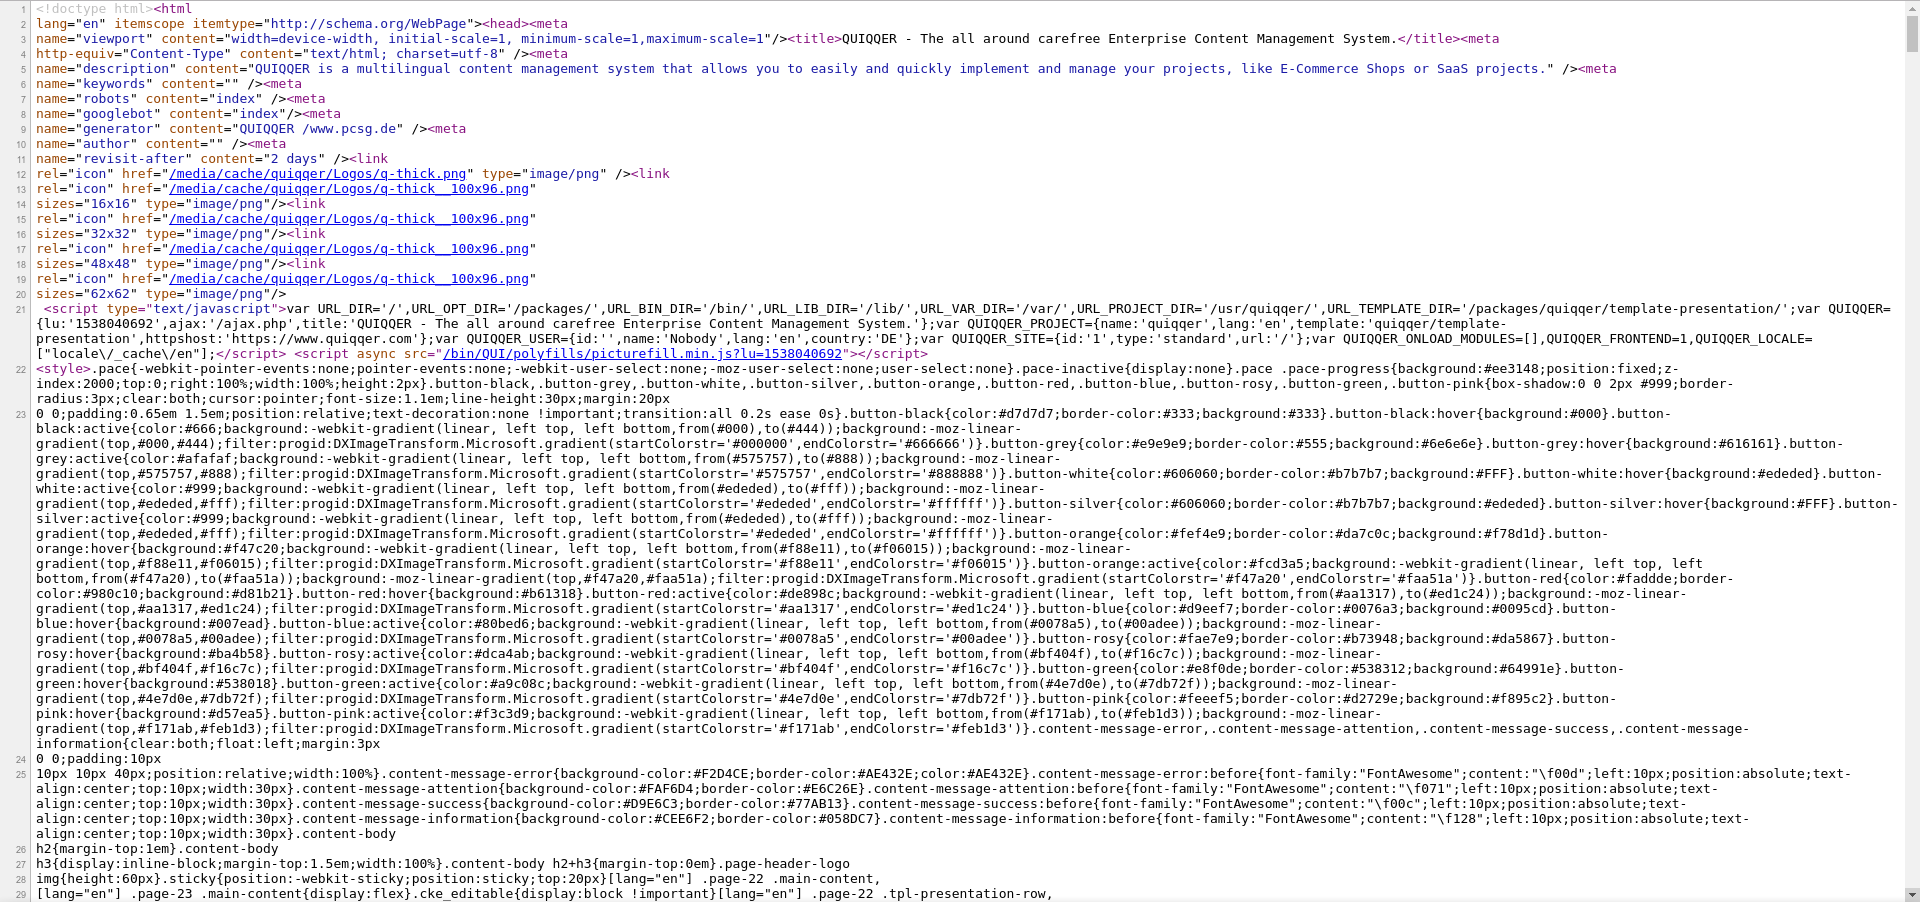 1 <!doctype html><html
2 lang="en" itemscope itemtype="http://schema.org/WebPage"><head><meta
3 name="viewport" content="width=device-width, initial-scale=1, minimum-scale=1,maximum-scale=1"/><title>QUIQQER - The all around carefree Enterprise Content Management System.</title><meta
4 http-equiv="Content-Type" content="text/html; charset=utf-8" /><meta
5 name="description" content="QUIQQER is a multilingual content management system that allows you to easily and quickly implement and manage your projects, like E-Commerce Shops or SaaS projects." /><meta
6 name="keywords" content="" /><meta
7 name="robots" content="index" /><meta
8 name="googlebot" content="index"/><meta
9 name="generator" content="QUIQQER /www.pcsg.de" /><meta
10 name="author" content="" /><meta
11 name="revisit-after" content="2 days" /><link
12 rel="icon" href="/media/cache/quiqqer/Logos/q-thick.png" type="image/png" /><link
13 rel="icon" href="/media/cache/quiqqer/Logos/q-thick__100x96.png"
14 sizes="16x16" type="image/png"/><link
15 rel="icon" href="/media/cache/quiqqer/Logos/q-thick__100x96.png"
16 sizes="32x32" type="image/png"/><link
17 rel="icon" href="/media/cache/quiqqer/Logos/q-thick__100x96.png"
18 sizes="48x48" type="image/png"/><link
19 rel="icon" href="/media/cache/quiqqer/Logos/q-thick__100x96.png"
20 sizes="62x62" type="image/png"/>
21 <script type="text/javascript">var URL_DIR='/',URL_OPT_DIR='/packages/',URL_BIN_DIR='/bin/',URL_LIB_DIR='/lib/',URL_VAR_DIR='/var/',URL_PROJECT_DIR='/usr/quiqqer/',URL_TEMPLATE_DIR='/packages/quiqqer/template-presentation/';var QUIQQER=
{lu:'1538040692',ajax:'/ajax.php',title:'QUIQQER - The all around carefree Enterprise Content Management System.'};var QUIQQER_PROJECT={name:'quiqqer',lang:'en',template:'quiqqer/template-
presentation',httpshost:'https://www.quiqqer.com'};var QUIQQER_USER={id:'',name:'Nobody',lang:'en',country:'DE'};var QUIQQER_SITE={id:'1',type:'standard',url:'/'};var QUIQQER_ONLOAD_MODULES=[],QUIQQER_FRONTEND=1,QUIQQER_LOCALE=
["locale\/_cache\/en"];</script> <script async src="/bin/QUI/polyfills/picturefill.min.js?lu=1538040692"></script>
22 <style>.pace{-webkit-pointer-events:none;pointer-events:none;-webkit-user-select:none;-moz-user-select:none;user-select:none}.pace-inactive{display:none}.pace .pace-progress{background:#ee3148;position:fixed;z-
index:2000;top:0;right:100%;width:100%;height:2px}.button-black,.button-grey,.button-white,.button-silver,.button-orange,.button-red,.button-blue,.button-rosy,.button-green,.button-pink{box-shadow:0 0 2px #999;border-
radius:3px;clear:both;cursor:pointer;font-size:1.1em;line-height:30px;margin:20px
23 0 0;padding:0.65em 1.5em;position:relative;text-decoration:none !important;transition:all 0.2s ease 0s}.button-black{color:#d7d7d7;border-color:#333;background:#333}.button-black:hover{background:#000}.button-
black:active{color:#666;background:-webkit-gradient(linear, left top, left bottom,from(#000),to(#444));background:-moz-linear-
gradient(top,#000,#444);filter:progid:DXImageTransform.Microsoft.gradient(startColorstr='#000000',endColorstr='#666666')}.button-grey{color:#e9e9e9;border-color:#555;background:#6e6e6e}.button-grey:hover{background:#616161}.button-
grey:active{color:#afafaf;background:-webkit-gradient(linear, left top, left bottom,from(#575757),to(#888));background:-moz-linear-
gradient(top,#575757,#888);filter:progid:DXImageTransform.Microsoft.gradient(startColorstr='#575757',endColorstr='#888888')}.button-white{color:#606060;border-color:#b7b7b7;background:#FFF}.button-white:hover{background:#ededed}.button-
white:active{color:#999;background:-webkit-gradient(linear, left top, left bottom,from(#ededed),to(#fff));background:-moz-linear-
gradient(top,#ededed,#fff);filter:progid:DXImageTransform.Microsoft.gradient(startColorstr='#ededed',endColorstr='#ffffff')}.button-silver{color:#606060;border-color:#b7b7b7;background:#ededed}.button-silver:hover{background:#FFF}.button-
silver:active{color:#999;background:-webkit-gradient(linear, left top, left bottom,from(#ededed),to(#fff));background:-moz-linear-
gradient(top,#ededed,#fff);filter:progid:DXImageTransform.Microsoft.gradient(startColorstr='#ededed',endColorstr='#ffffff')}.button-orange{color:#fef4e9;border-color:#da7c0c;background:#f78d1d}.button-
orange:hover{background:#f47c20;background:-webkit-gradient(linear, left top, left bottom,from(#f88e11),to(#f06015));background:-moz-linear-
gradient(top,#f88e11,#f06015);filter:progid:DXImageTransform.Microsoft.gradient(startColorstr='#f88e11',endColorstr='#f06015')}.button-orange:active{color:#fcd3a5;background:-webkit-gradient(linear, left top, left
bottom,from(#f47a20),to(#faa51a));background:-moz-linear-gradient(top,#f47a20,#faa51a);filter:progid:DXImageTransform.Microsoft.gradient(startColorstr='#f47a20',endColorstr='#faa51a')}.button-red{color:#faddde;border-
color:#980c10;background:#d81b21}.button-red:hover{background:#b61318}.button-red:active{color:#de898c;background:-webkit-gradient(linear, left top, left bottom,from(#aa1317),to(#ed1c24));background:-moz-linear-
gradient(top,#aa1317,#ed1c24);filter:progid:DXImageTransform.Microsoft.gradient(startColorstr='#aa1317',endColorstr='#ed1c24')}.button-blue{color:#d9eef7;border-color:#0076a3;background:#0095cd}.button-
blue:hover{background:#007ead}.button-blue:active{color:#80bed6;background:-webkit-gradient(linear, left top, left bottom,from(#0078a5),to(#00adee));background:-moz-linear-
gradient(top,#0078a5,#00adee);filter:progid:DXImageTransform.Microsoft.gradient(startColorstr='#0078a5',endColorstr='#00adee')}.button-rosy{color:#fae7e9;border-color:#b73948;background:#da5867}.button-
rosy:hover{background:#ba4b58}.button-rosy:active{color:#dca4ab;background:-webkit-gradient(linear, left top, left bottom,from(#bf404f),to(#f16c7c));background:-moz-linear-
gradient(top,#bf404f,#f16c7c);filter:progid:DXImageTransform.Microsoft.gradient(startColorstr='#bf404f',endColorstr='#f16c7c')}.button-green{color:#e8f0de;border-color:#538312;background:#64991e}.button-
green:hover{background:#538018}.button-green:active{color:#a9c08c;background:-webkit-gradient(linear, left top, left bottom,from(#4e7d0e),to(#7db72f));background:-moz-linear-
gradient(top,#4e7d0e,#7db72f);filter:progid:DXImageTransform.Microsoft.gradient(startColorstr='#4e7d0e',endColorstr='#7db72f')}.button-pink{color:#feeef5;border-color:#d2729e;background:#f895c2}.button-
pink:hover{background:#d57ea5}.button-pink:active{color:#f3c3d9;background:-webkit-gradient(linear, left top, left bottom,from(#f171ab),to(#feb1d3));background:-moz-linear-
gradient(top,#f171ab,#feb1d3);filter:progid:DXImageTransform.Microsoft.gradient(startColorstr='#f171ab',endColorstr='#feb1d3')}.content-message-error,.content-message-attention,.content-message-success,.content-message-
information{clear:both;float:left;margin:3px
24 0 0;padding:10px
25 10px 10px 40px;position:relative;width:100%}.content-message-error{background-color:#F2D4CE;border-color:#AE432E;color:#AE432E}.content-message-error:before{font-family:"FontAwesome";content:"\f00d";left:10px;position:absolute;text-
align:center;top:10px;width:30px}.content-message-attention{background-color:#FAF6D4;border-color:#E6C26E}.content-message-attention:before{font-family:"FontAwesome";content:"\f071";left:10px;position:absolute;text-
align:center;top:10px;width:30px}.content-message-success{background-color:#D9E6C3;border-color:#77AB13}.content-message-success:before{font-family:"FontAwesome";content:"\f00c";left:10px;position:absolute;text-
align:center;top:10px;width:30px}.content-message-information{background-color:#CEE6F2;border-color:#058DC7}.content-message-information:before{font-family:"FontAwesome";content:"\f128";left:10px;position:absolute;text-
align:center;top:10px;width:30px}.content-body
26 h2{margin-top:1em}.content-body
27 h3{display:inline-block;margin-top:1.5em;width:100%}.content-body h2+h3{margin-top:0em}.page-header-logo
28 img{height:60px}.sticky{position:-webkit-sticky;position:sticky;top:20px}[lang="en"] .page-22 .main-content,
29 [lang="en"] .page-23 .main-content{display:flex}.cke_editable{display:block !important}[lang="en"] .page-22 .tpl-presentation-row,